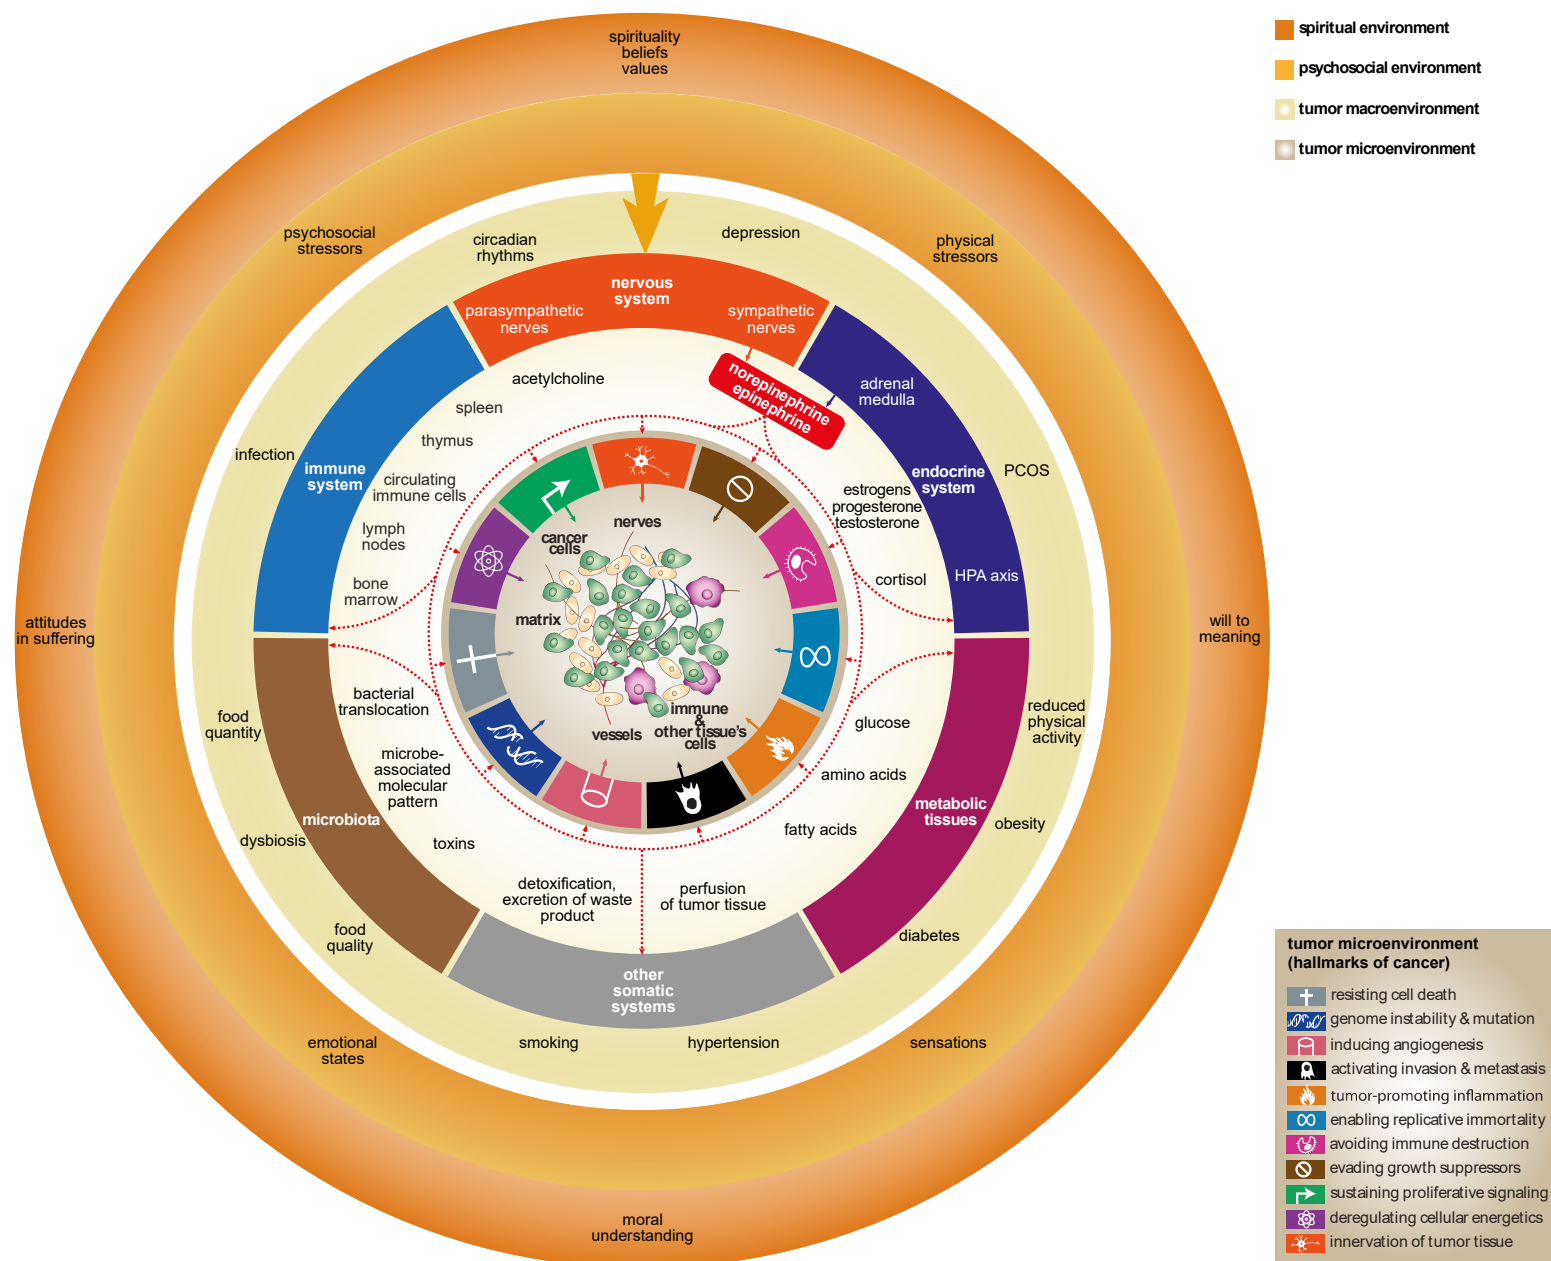 spirituality
beliefs
values
spiritual environment
psychosocial environment
tumor macroenvironment
tumor microenvironment
psychosocial
stressors
circadian
rhythms
depression
physical
stressors
nervous
system
parasympathetic
nerves
sympathetic
nerves
norepinephrine
epinephrine
adrenal
medulla
acetylcholine
spleen
thymus
infection
immune
system
circulating
immune cells
lymph
nodes
bone
marrow
endocrine
system
PCOS
estrogens
progesterone
testosterone
cortisol
HPA axis
nerves
cancer
cells
matrix
vessels
immune
&
other tissue's
cells
attitudes
in suffering
will to
meaning
bacterial
translocation
food
quantity
microbe-
associated
molecular
pattern
microbiota
dysbiosis
toxins
food
quality
glucose
amino acids
fatty acids
reduced
physical
activity
metabolic
tissues
obesity
diabetes
detoxification,
excretion of waste
product
perfusion
of tumor tissue
other
somatic
systems
smoking
hypertension
emotional
states
sensations
moral
understanding
tumor microenvironment
(hallmarks of cancer)
resisting cell death
genome instability & mutation
inducing angiogenesis
activating invasion & metastasis
tumor-promoting inflammation
enabling replicative immortality
avoiding immune destruction
evading growth suppressors
sustaining proliferative signaling
deregulating cellular energetics
innervation of tumor tissue